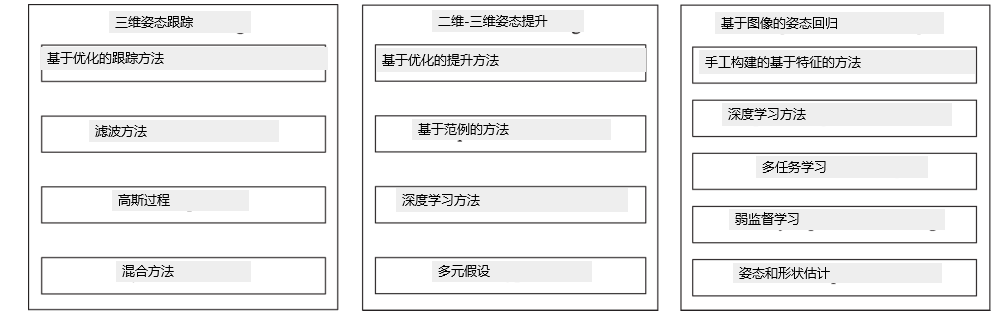 三维姿态跟踪
基于优化的跟踪方法
滤波方法
高斯过程
混合方法
二维-三维姿态提升
基于优化的提升方法
基于范例的方法
深度学习方法
多元假设
基于图像的姿态回归
手工构建的基于特征的方法
深度学习方法
多任务学习
弱监督学习
姿态和形状估计